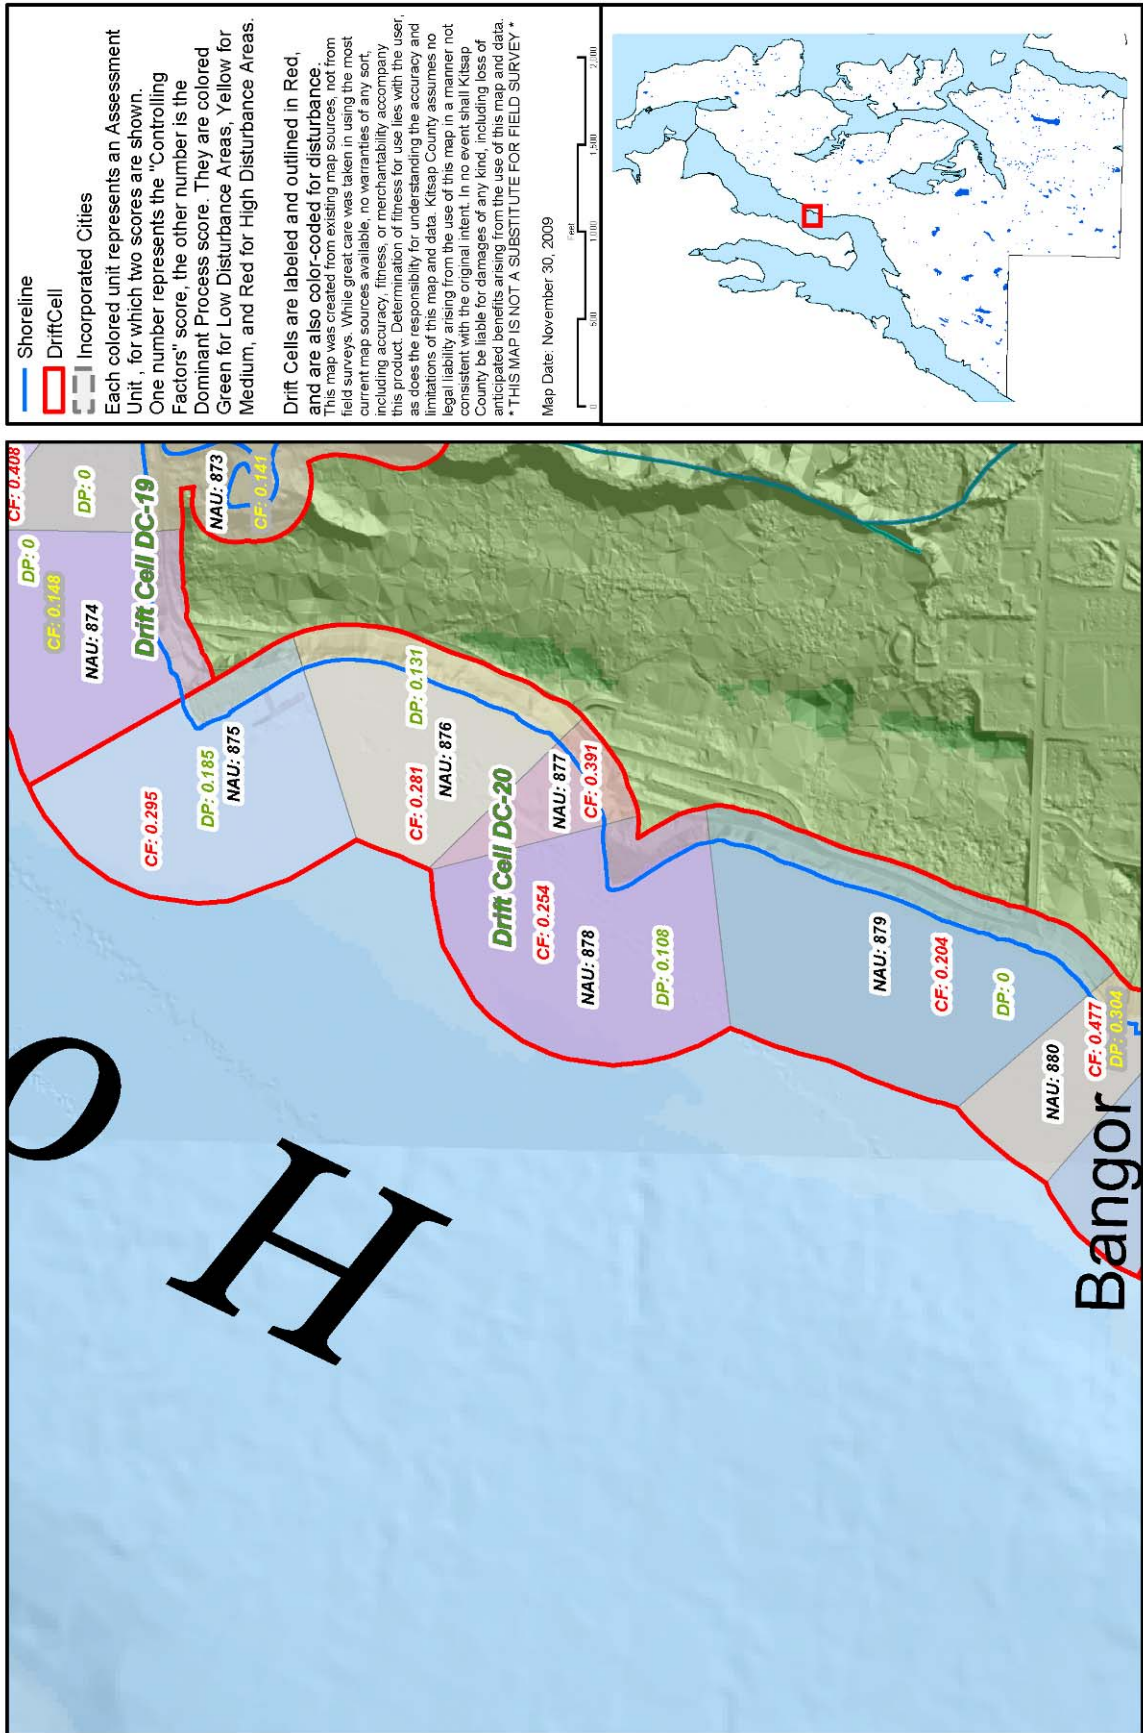 Shoreline
DriftCell
Incorporated Cities
Each colored unit represents an Assessment
Unit , for which two scores are shown.
One number represents the "Controlling
Factors" score, the other number is the
Dominant Process score. They are colored
Green for Low Disturbance Areas, Yellow for
Medium, and Red for High Disturbance Areas.
Drift Cells are labeled and outlined in Red,
and are also color-coded for disturbance.
This map was created from existing map sources, not from
field surveys. While great care was taken in using the most
current map sources available, no warranties of any sort,
including accuracy, fitness, or merchantability accompany
this product. Determination of fitness for use lies with the user,
as does the responsiblity for understanding the accuracy and
limitations of this map and data. Kitsap County assumes no
legal liability arising from the use of this map in a manner not
consistent with the original intent. In no event shall Kitsap
County be liable for damages of any kind, including loss of
anticipated benefits arising from the use of this map and data.
* THIS MAP IS NOT A SUBSTITUTE FOR FIELD SURVEY *
Map Date: November 30, 2009
Feet
0 500 1,000 1,500 2,000
CF: 0.408
DP: 0
DP: 0
CF: 0.148
NAU: 874
Drift Cell DC-19
NAU: 873
CF: 0.141
CF: 0.295
DP: 0.185
NAU: 875
DP: 0.131
CF: 0.281
NAU: 876
Drift Cell DC-20
NAU: 877
CF: 0.391
CF: 0.254
NAU: 878
DP: 0.108
NAU: 879
CF: 0.204
DP: 0
NAU: 880
CF: 0.477
DP: 0.304
Bangor
O
H